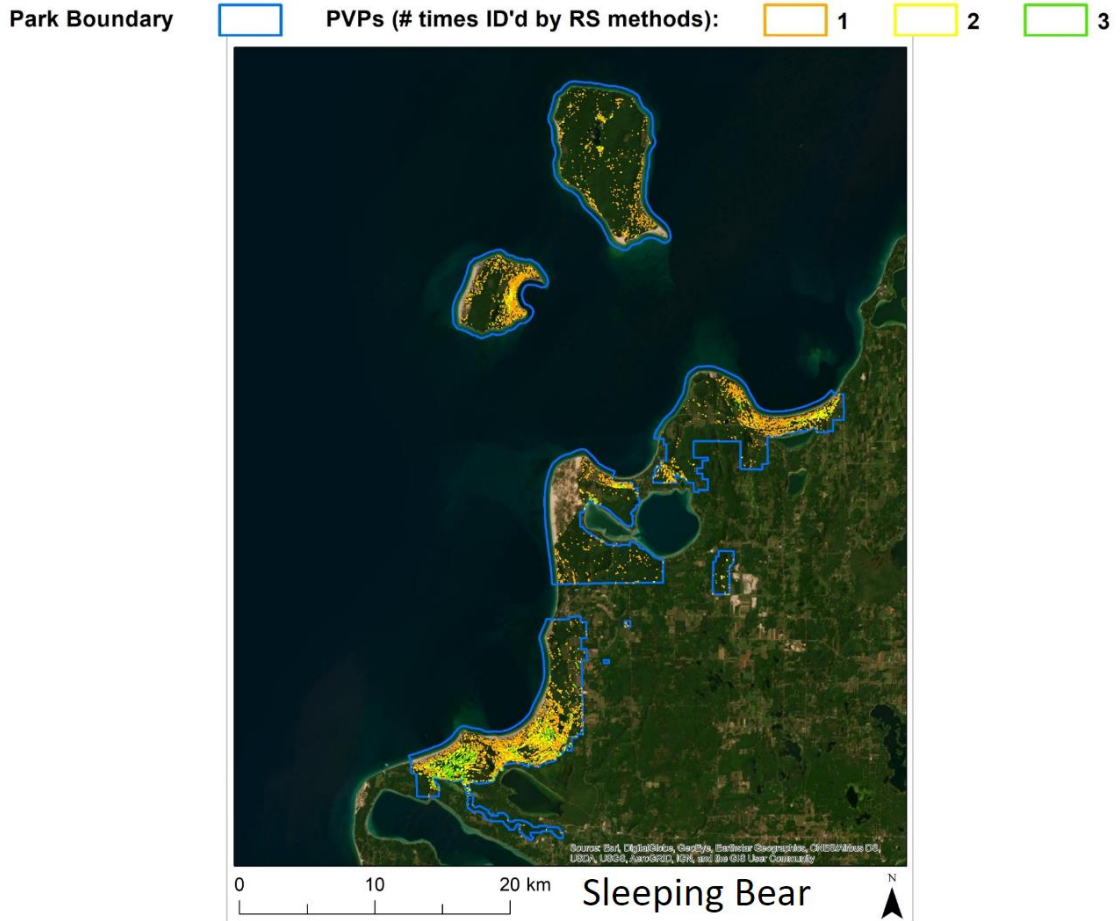 Park Boundary PVPs (# times ID'd by RS methods): 1 2 3
Source: Esri, DigitalGlobe, GeoEye, Earthstar Geographics, CNES/Airbus DS,
USDA, USGS, AeroGRID, IGN, and the GIS User Community
0 10 20 km
Sleeping Bear
N